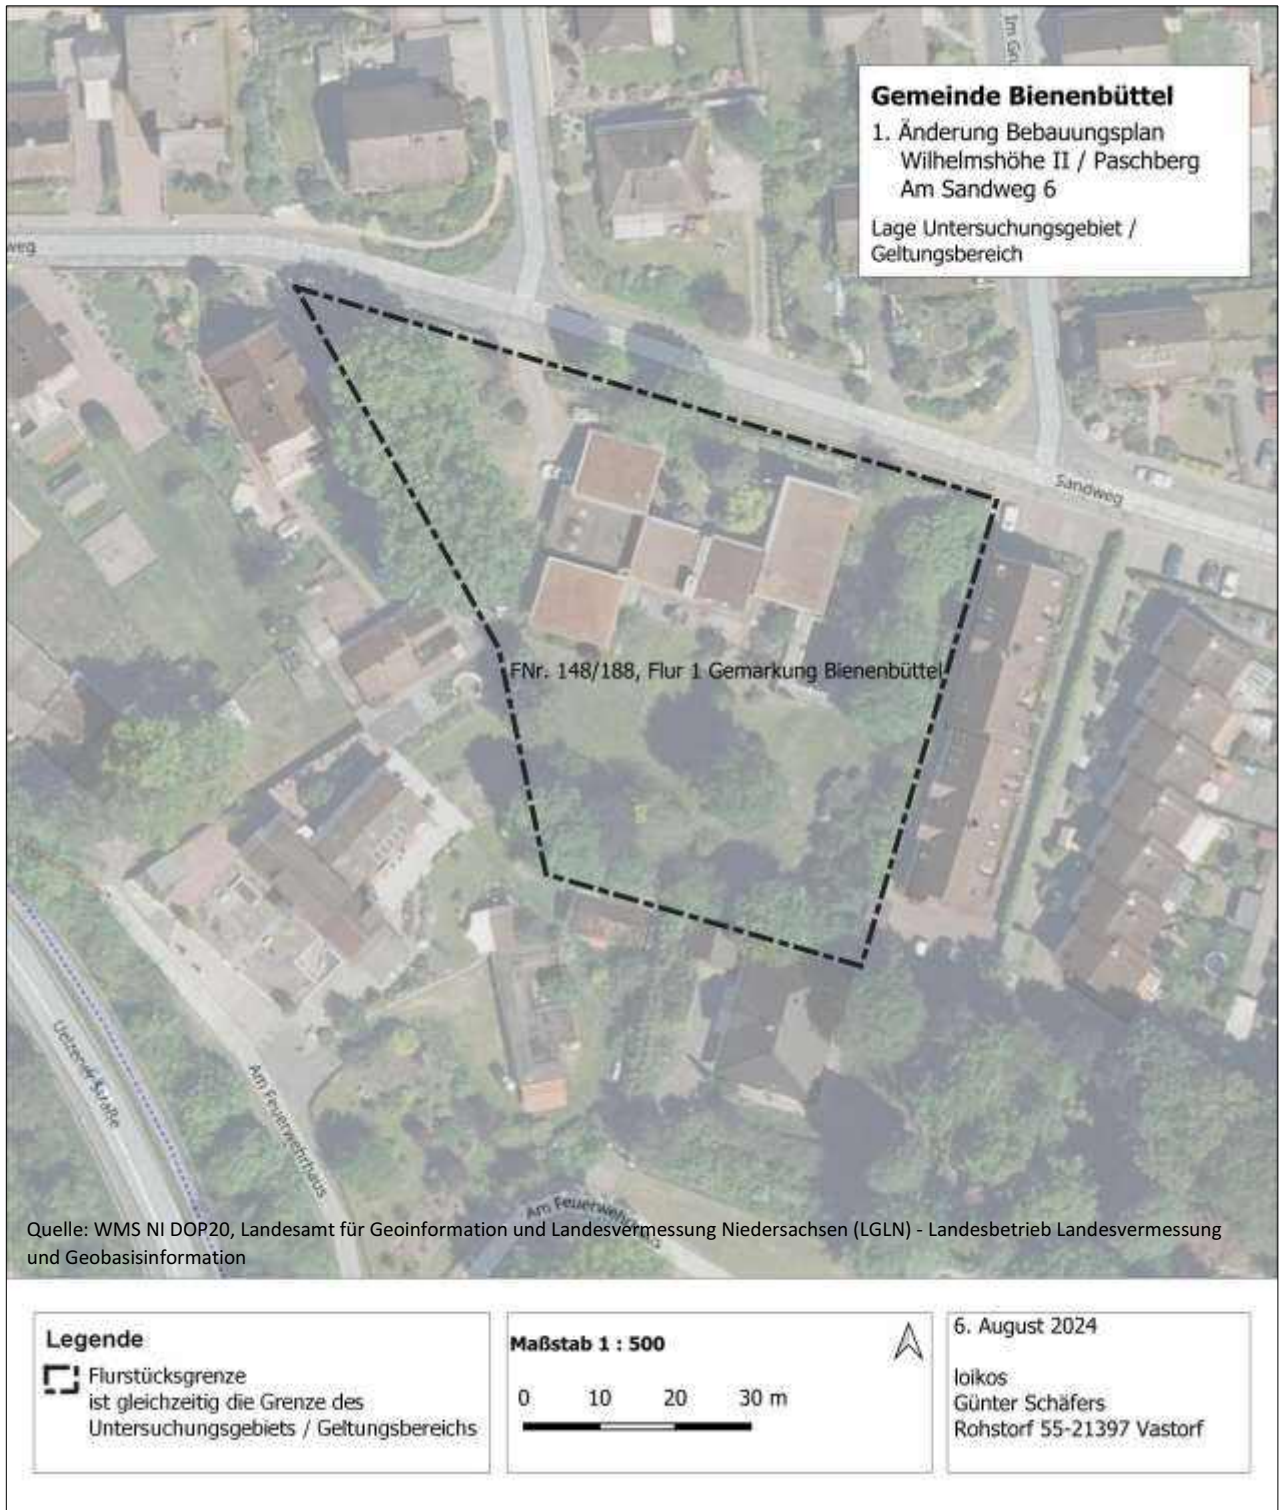 Im Gru
Gemeinde Bienenbüttel
1. Änderung Bebauungsplan
Wilhelmshöhe II / Paschberg
Am Sandweg 6
Lage Untersuchungsgebiet /
Geltungsbereich
weg
Sandweg
FNr. 148/188, Flur 1 Gemarkung Bienenbüttel
Uelzener Straße
Am Feuerwehrhaus
Am Feuerwehrhaus
Quelle: WMS NI DOP20, Landesamt für Geoinformation und Landesvermessung Niedersachsen (LGLN) - Landesbetrieb Landesvermessung
und Geobasisinformation
Legende
Flurstücksgrenze
ist gleichzeitig die Grenze des
Untersuchungsgebiets / Geltungsbereichs
Maßstab 1 : 500
0 10 20 30 m
6. August 2024
loikos
Günter Schäfers
Rohstorf 55-21397 Vastorf